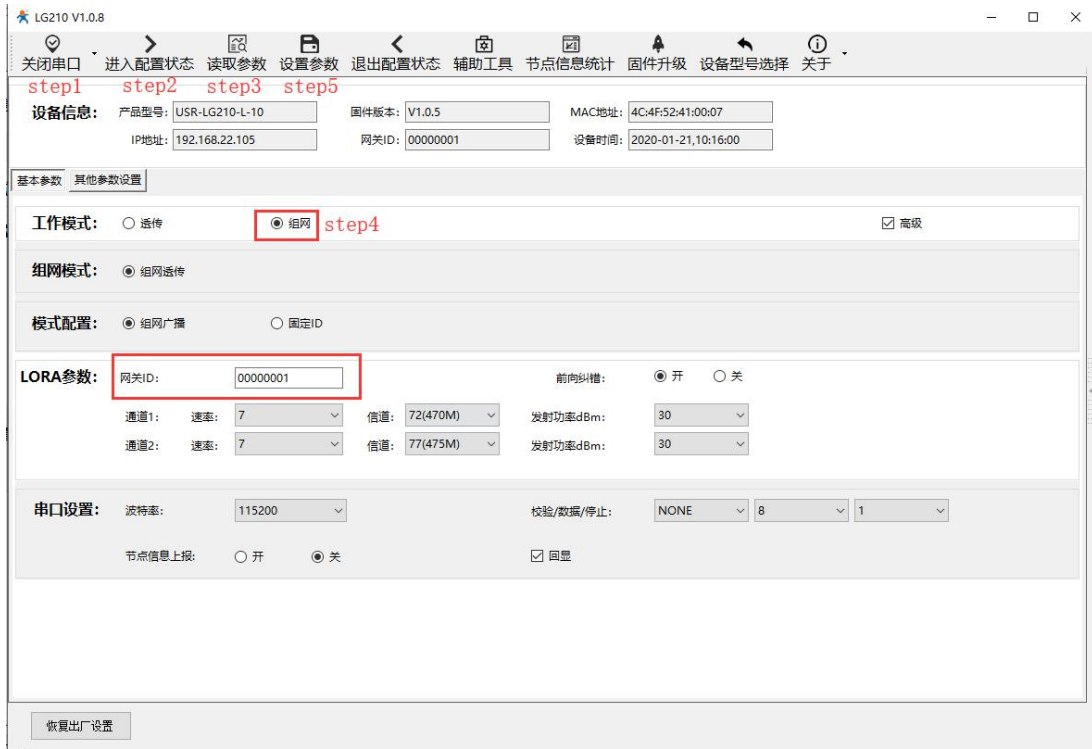 LG210 V1.0.8
关闭串口 进入配置状态 读取参数 设置参数 退出配置状态 辅助工具 节点信息统计 固件升级 设备型号选择 关于
step1 step2 step3 step5
设备信息: 产品型号: USR-LG210-L-10 固件版本: V1.0.5 MAC地址: 4C:4F:52:41:00:07
IP地址: 192.168.22.105 网关ID: 00000001 设备时间: 2020-01-21,10:16:00
基本参数 其他参数设置
工作模式: 透传 组网 step4 高级
组网模式: 组网透传
模式配置: 组网广播 固定ID
LORA参数: 网关ID: 00000001 前向纠错: 开 关
通道1: 速率: 7 信道: 72(470M) 发射功率dBm: 30
通道2: 速率: 7 信道: 77(475M) 发射功率dBm: 30
串口设置: 波特率: 115200 校验/数据/停止: NONE 8 1
节点信息上报: 开 关 回显
恢复出厂设置